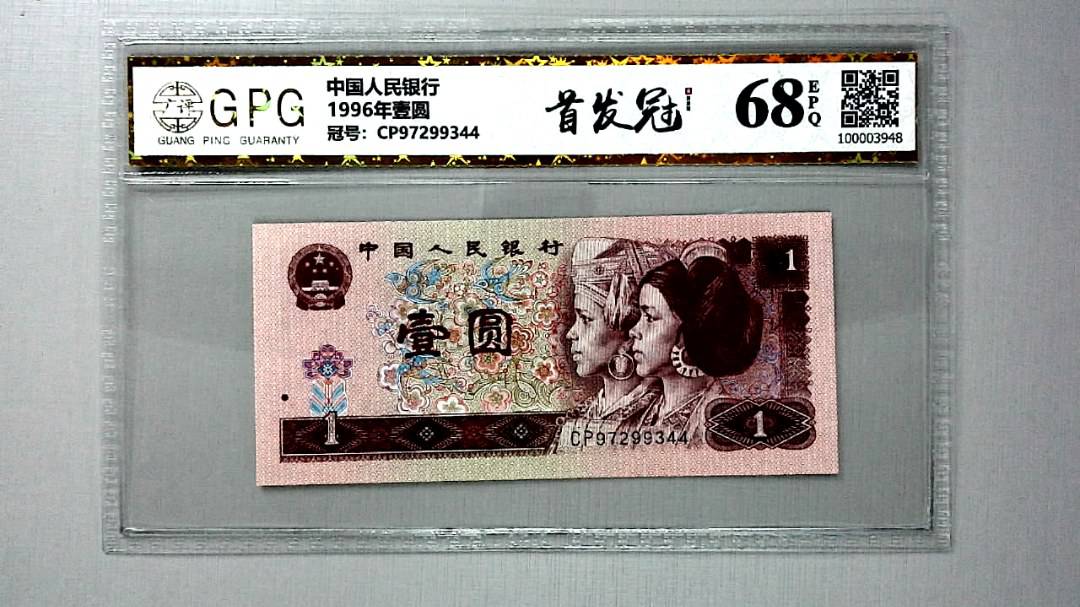 广评
GPG
GUANG PING GUARANTY
中国人民银行
1996年壹圆
冠号：CP97299344
首发冠
68
EPQ
100003948
中国人民银行
1
壹圆
1
CP97299344
1